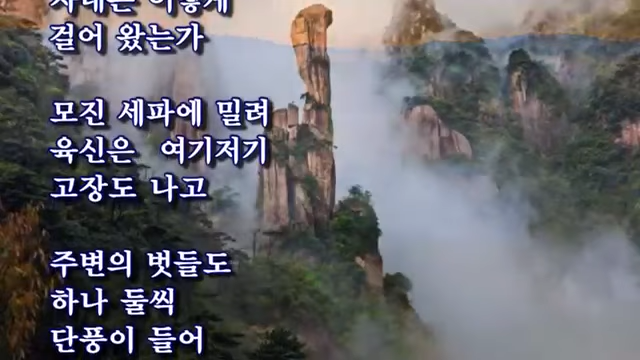 걸어 왔는가
모진 세파에 밀려
육신은 여기저기
고장도 나고
주변의 벗들도
하나 둘씩
단풍이 들어